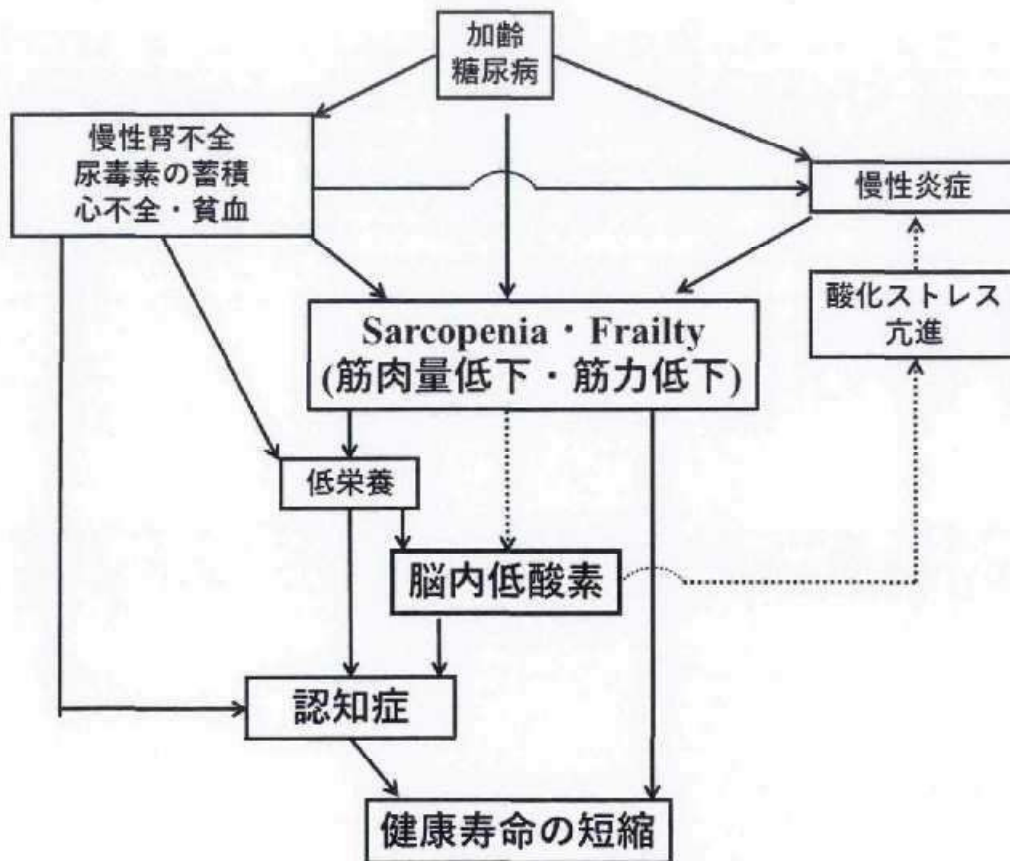 加齢
糖尿病
慢性腎不全
尿毒素の蓄積
心不全・貧血
慢性炎症
酸化ストレス
亢進
Sarcopenia・Frailty
(筋肉量低下・筋力低下)
低栄養
脳内低酸素
認知症
健康寿命の短縮